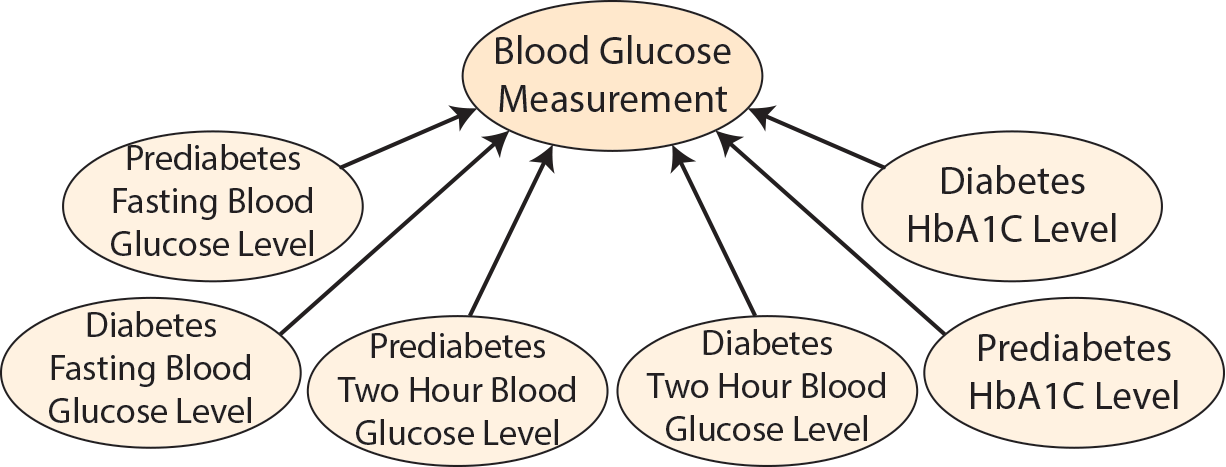 Blood Glucose
Measurement
Prediabetes
Fasting Blood
Glucose Level
Diabetes
HbA1C Level
Diabetes
Fasting Blood
Glucose Level
Prediabetes
Two Hour Blood
Glucose Level
Diabetes
Two Hour Blood
Glucose Level
Prediabetes
HbA1C Level